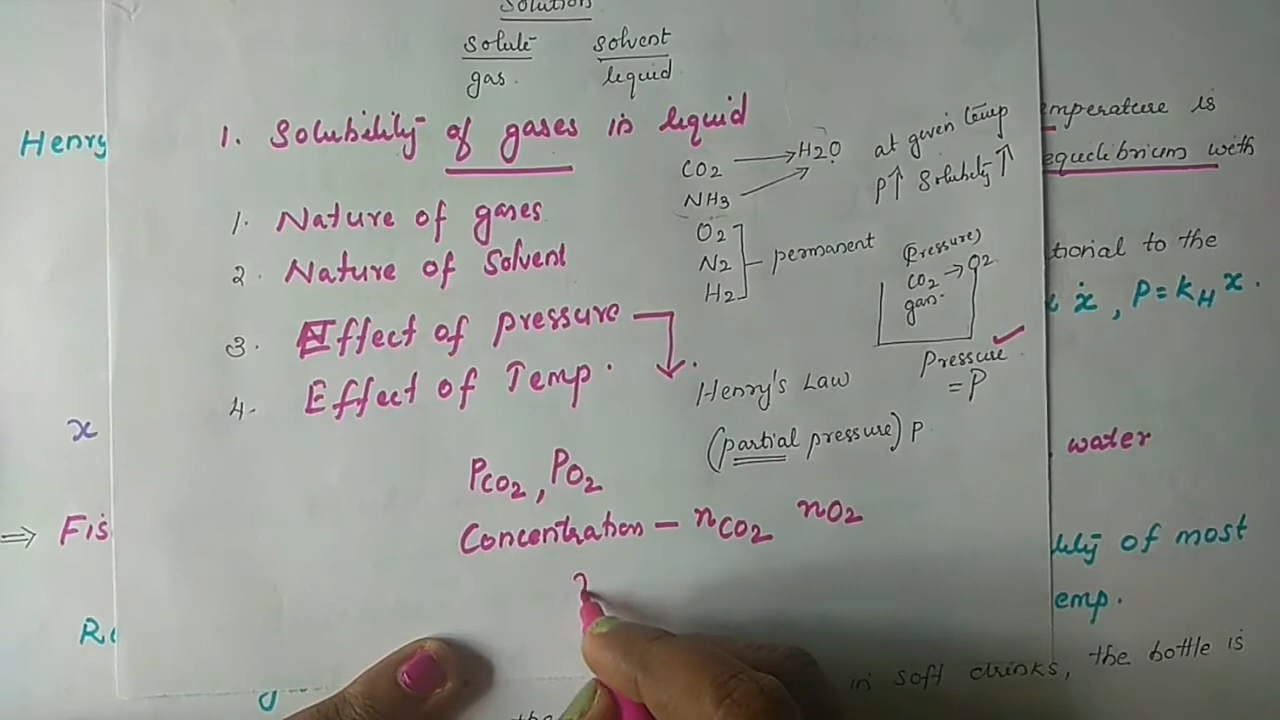 Solution
Solute solvent
gas. liquid
1. Solubility of gases in liquid
CO2 → H2O
NH3
at given temp
P↑ Solubility↑
1. Nature of gases
2. Nature of Solvent
3. Effect of pressure
4. Effect of Temp.
O2
N2
H2
permanent
(Pressure)
CO2 → O2
gas
Pressure
= P
Henry's Law
(partial pressure) P
PCO2, PO2
Concentration - nCO2 nO2
Henry
x
⇒ Fis
emperature is
equilibrium with
tional to the
x, P = KH x.
water
of most
emp.
in soft drinks, the bottle is